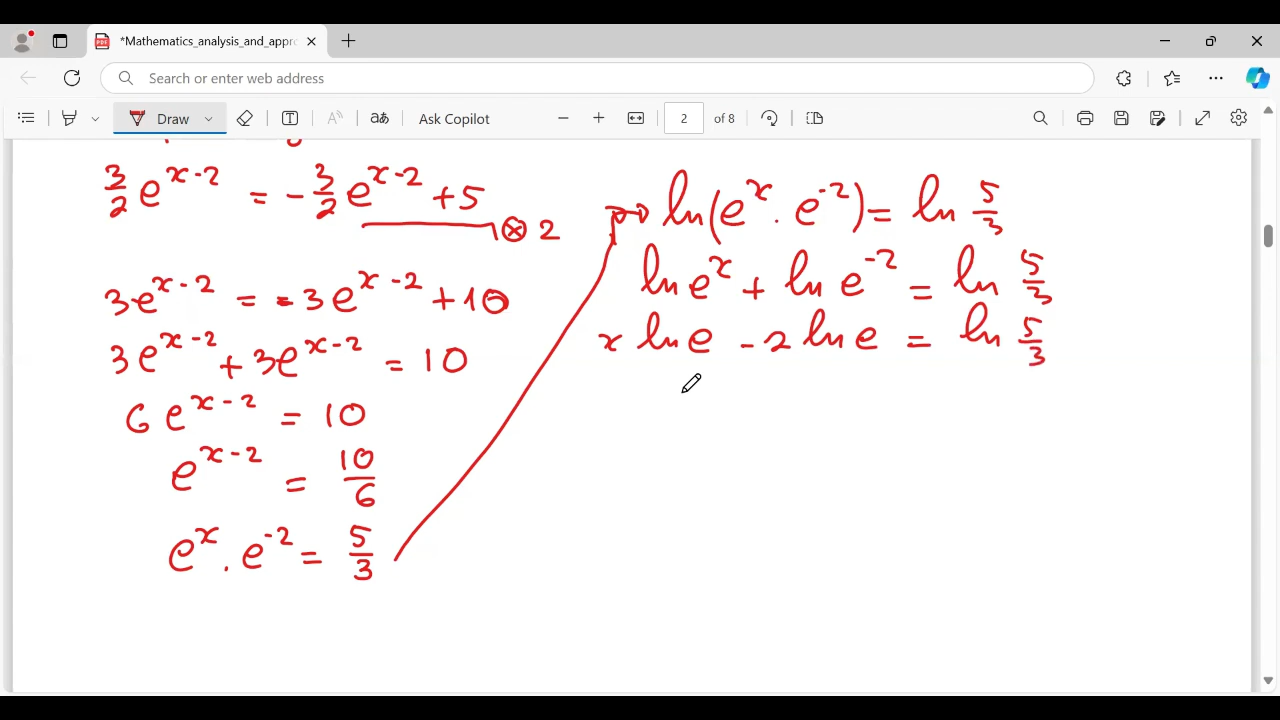 *Mathematics_analysis_and_appro
Search or enter web address
Draw
Ask Copilot
2 of 8
3/2 e^(x-2) = - 3/2 e^(x-2) + 5
⊗ 2
3e^(x-2) = -3e^(x-2) + 10
3e^(x-2) + 3e^(x-2) = 10
6e^(x-2) = 10
e^(x-2) = 10/6
e^x . e^-2 = 5/3
ln(e^x . e^-2) = ln 5/3
ln e^x + ln e^-2 = ln 5/3
x ln e - 2 ln e = ln 5/3